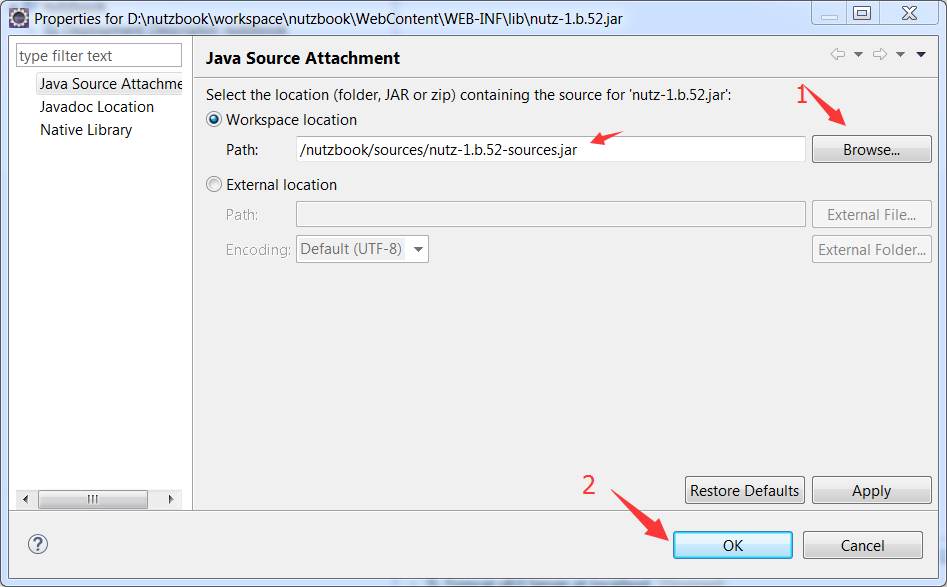 Properties for D:\nutzbook\workspace\nutzbook\WebContent\WEB-INF\lib\nutz-1.b.52.jar
type filter text
Java Source Attachme
Javadoc Location
Native Library
Java Source Attachment
Select the location (folder, JAR or zip) containing the source for 'nutz-1.b.52.jar':
1
Workspace location
Path: /nutzbook/sources/nutz-1.b.52-sources.jar Browse...
External location
Path: External File...
Encoding: Default (UTF-8) External Folder...
2
Restore Defaults Apply
OK Cancel